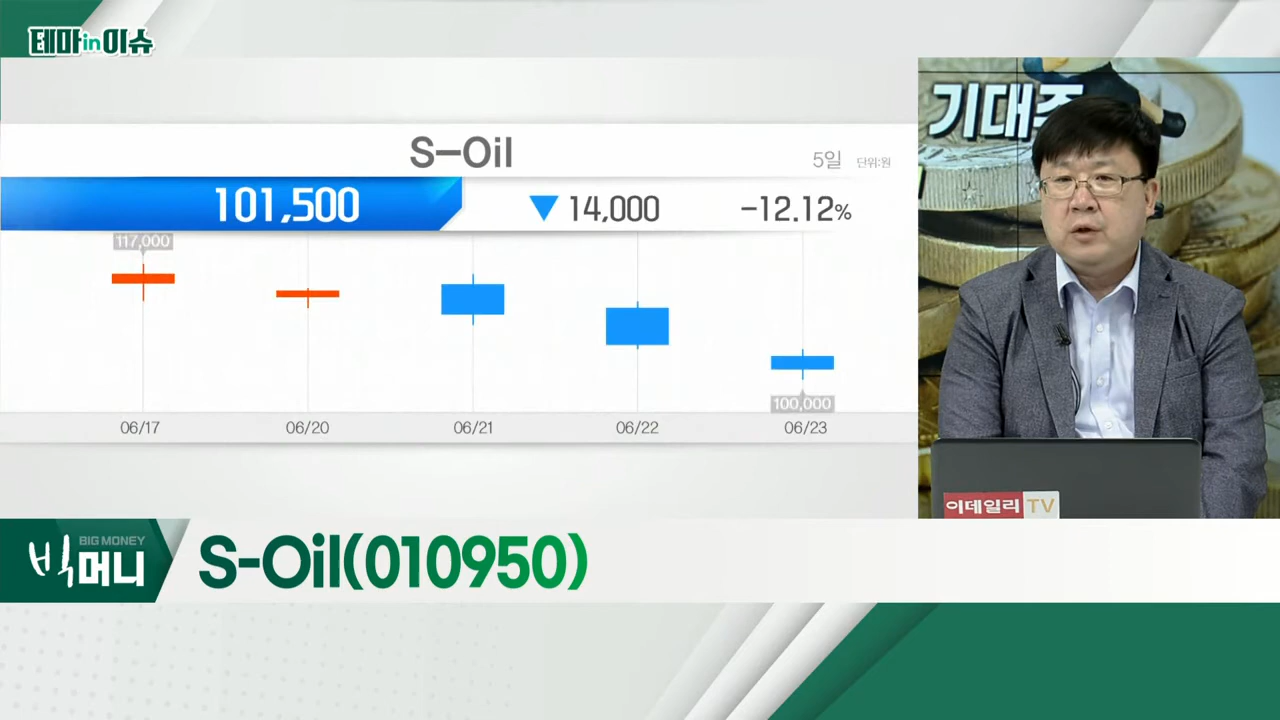 테마in이슈
기대주
S-Oil
5일 단위:원
101,500 ▼ 14,000 -12.12%
117,000
100,000
06/17 06/20 06/21 06/22 06/23
이데일리 TV
BIG MONEY
빅머니
S-Oil(010950)